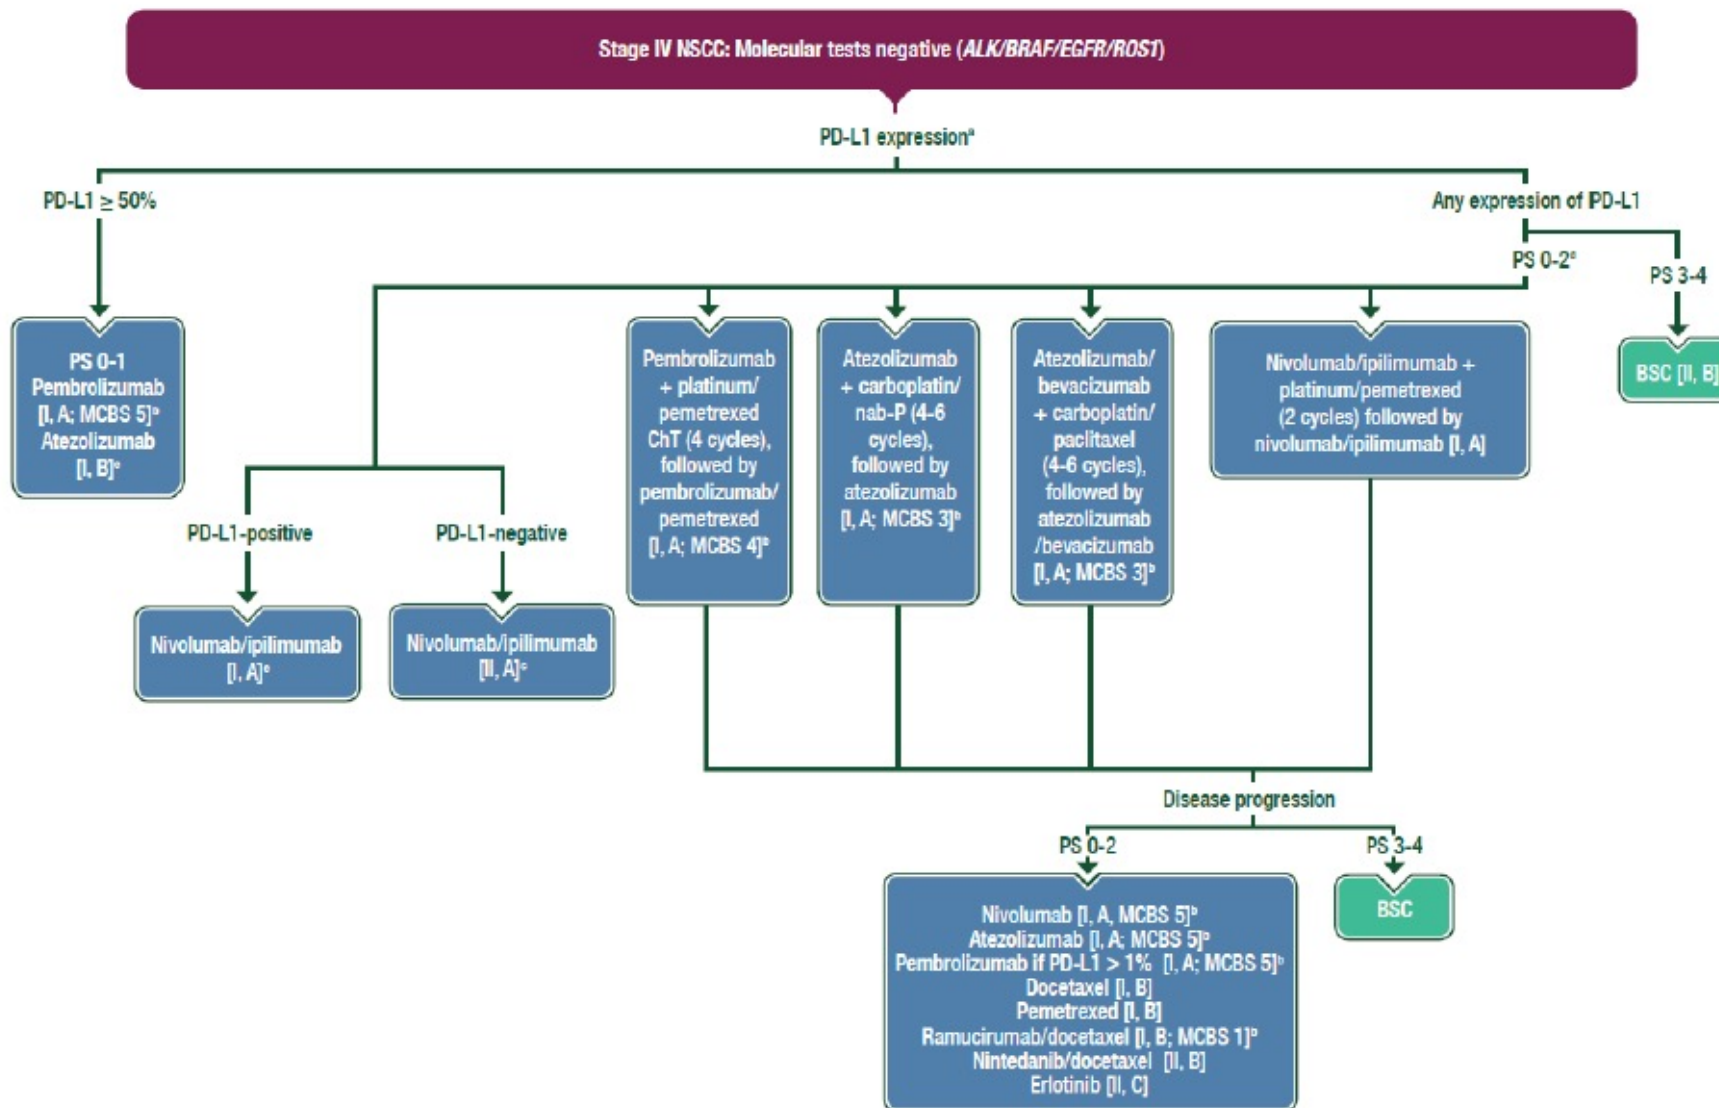 Stage IV NSCC: Molecular tests negative (ALK/BRAF/EGFR/ROS1)
PD-L1 expressionᵃ
PD-L1 ≥ 50%
Any expression of PD-L1
PS 0-2ᵈ
PS 3-4
PS 0-1
Pembrolizumab
[I, A; MCBS 5]ᵇ
Atezolizumab
[I, B]ᶜ
Pembrolizumab
+ platinum/
pemetrexed
ChT (4 cycles),
followed by
pembrolizumab/
pemetrexed
[I, A; MCBS 4]ᵇ
Atezolizumab
+ carboplatin/
nab-P (4-6
cycles),
followed by
atezolizumab
[I, A; MCBS 3]ᵇ
Atezolizumab/
bevacizumab
+ carboplatin/
paclitaxel
(4-6 cycles),
followed by
atezolizumab
/bevacizumab
[I, A; MCBS 3]ᵇ
Nivolumab/ipilimumab +
platinum/pemetrexed
(2 cycles) followed by
nivolumab/ipilimumab [I, A]
BSC [II, B]
PD-L1-positive
PD-L1-negative
Nivolumab/ipilimumab
[I, A]ᶜ
Nivolumab/ipilimumab
[II, A]ᶜ
Disease progression
PS 0-2
PS 3-4
Nivolumab [I, A, MCBS 5]ᵇ
Atezolizumab [I, A; MCBS 5]ᵇ
Pembrolizumab if PD-L1 > 1% [I, A; MCBS 5]ᵇ
Docetaxel [I, B]
Pemetrexed [I, B]
Ramucirumab/docetaxel [I, B; MCBS 1]ᵇ
Nintedanib/docetaxel [II, B]
Erlotinib [II, C]
BSC